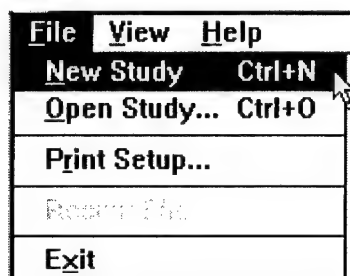 File View Help
New Study Ctrl+N
Open Study... Ctrl+O
Print Setup...
Exit